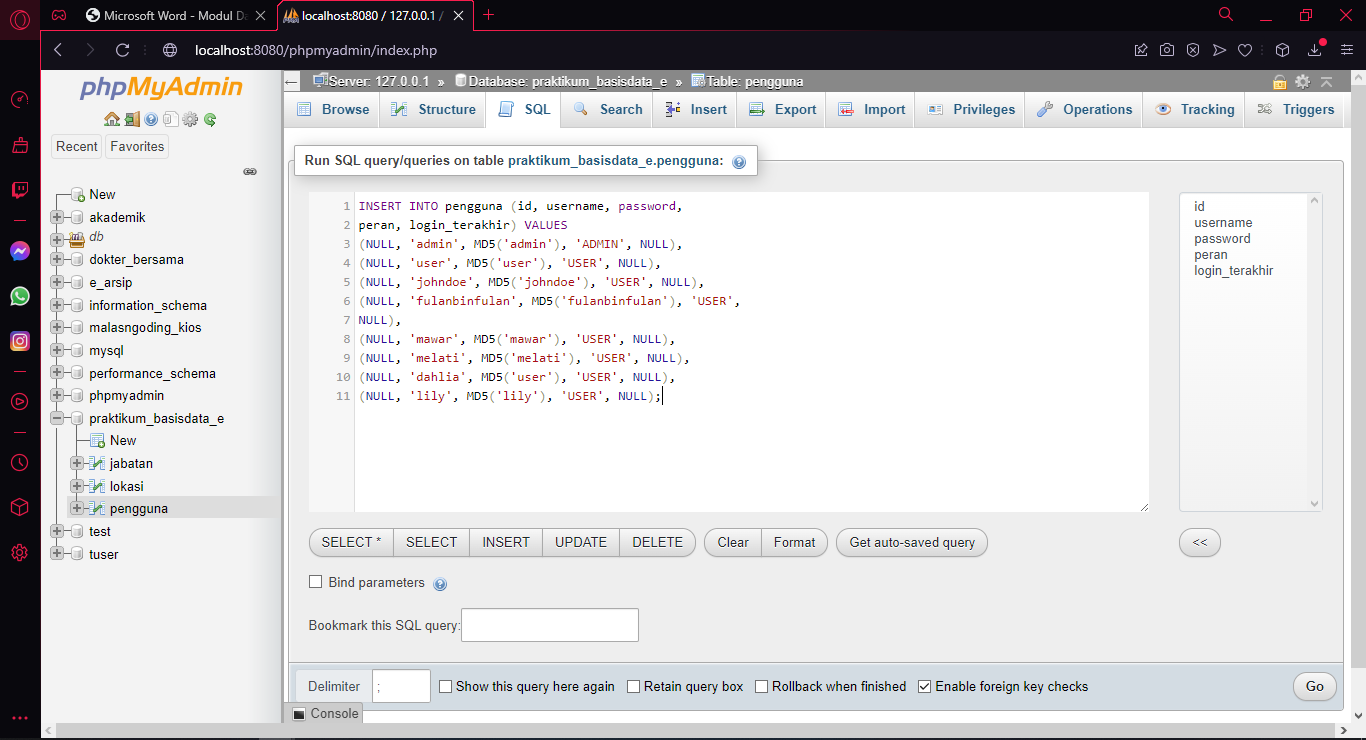 Microsoft Word - Modul Da
localhost:8080 / 127.0.0.1 /
localhost:8080/phpmyadmin/index.php
phpMyAdmin
Recent
Favorites
New
akademik
db
dokter_bersama
e_arsip
information_schema
malasngoding_kios
mysql
performance_schema
phpmyadmin
praktikum_basisdata_e
New
jabatan
lokasi
pengguna
test
tuser
Server: 127.0.0.1 » Database: praktikum_basisdata_e » Table: pengguna
Browse
Structure
SQL
Search
Insert
Export
Import
Privileges
Operations
Tracking
Triggers
Run SQL query/queries on table praktikum_basisdata_e.pengguna:
1 INSERT INTO pengguna (id, username, password,
2 peran, login_terakhir) VALUES
3 (NULL, 'admin', MD5('admin'), 'ADMIN', NULL),
4 (NULL, 'user', MD5('user'), 'USER', NULL),
5 (NULL, 'johndoe', MD5('johndoe'), 'USER', NULL),
6 (NULL, 'fulanbinfulan', MD5('fulanbinfulan'), 'USER',
7 NULL),
8 (NULL, 'mawar', MD5('mawar'), 'USER', NULL),
9 (NULL, 'melati', MD5('melati'), 'USER', NULL),
10 (NULL, 'dahlia', MD5('user'), 'USER', NULL),
11 (NULL, 'lily', MD5('lily'), 'USER', NULL);
id
username
password
peran
login_terakhir
SELECT *
SELECT
INSERT
UPDATE
DELETE
Clear
Format
Get auto-saved query
<<
Bind parameters
Bookmark this SQL query:
Delimiter
;
Show this query here again
Retain query box
Rollback when finished
Enable foreign key checks
Go
Console